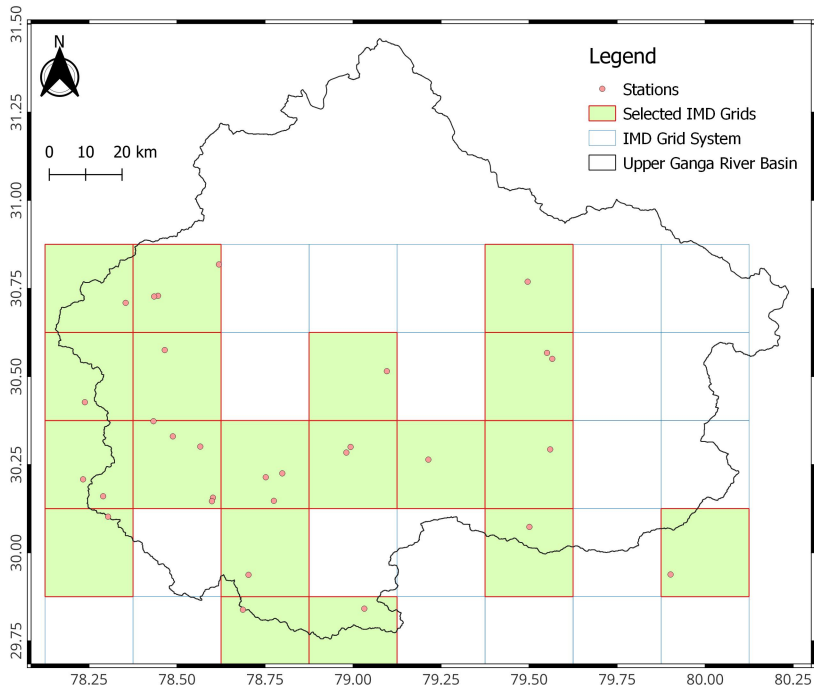 31.50
31.25
31.00
30.75
30.50
30.25
30.00
29.75
N
0 10 20 km
Legend
Stations
Selected IMD Grids
IMD Grid System
Upper Ganga River Basin
78.25 78.50 78.75 79.00 79.25 79.50 79.75 80.00 80.25